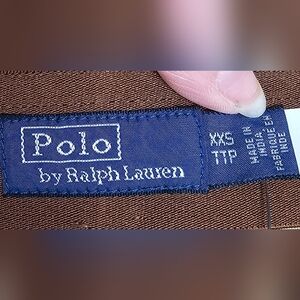 Polo
by Ralph Lauren
XXS
TTP
MADE IN
INDIA
FABRIQUE EN
INDE